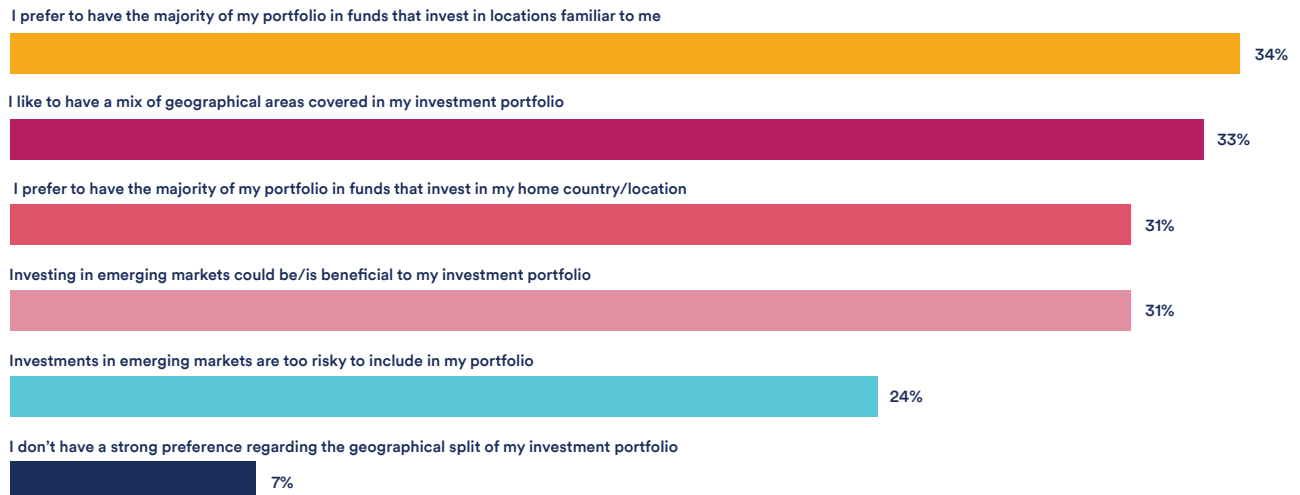 I prefer to have the majority of my portfolio in funds that invest in locations familiar to me
34%
I like to have a mix of geographical areas covered in my investment portfolio
33%
I prefer to have the majority of my portfolio in funds that invest in my home country/location
31%
Investing in emerging markets could be/is beneficial to my investment portfolio
31%
Investments in emerging markets are too risky to include in my portfolio
24%
I don’t have a strong preference regarding the geographical split of my investment portfolio
7%